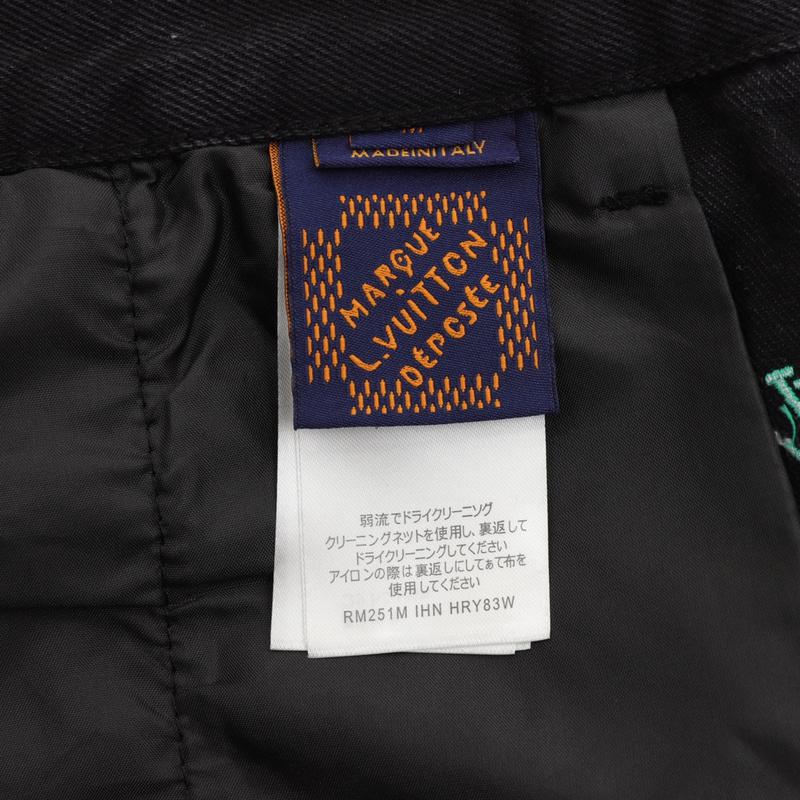 M
MADE IN ITALY
MARQUE
L.VUITTON
DÉPOSÉE
弱流でドライクリーニング
クリーニングネットを使用し、裏返して
ドライクリーニングしてください
アイロンの際は裏返しにしてあて布を
使用してください
RM251M IHN HRY83W